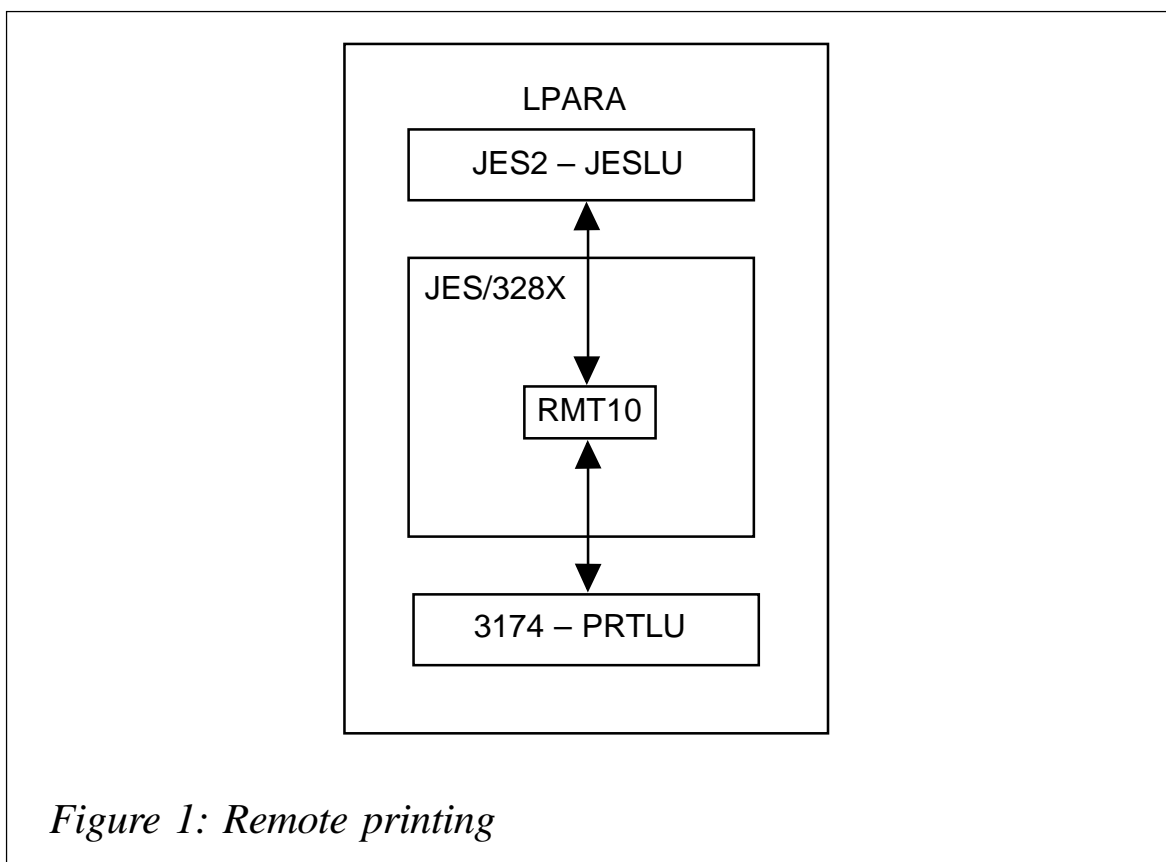 LPARA
JES2 – JESLU
JES/328X
RMT10
3174 – PRTLU
Figure 1: Remote printing